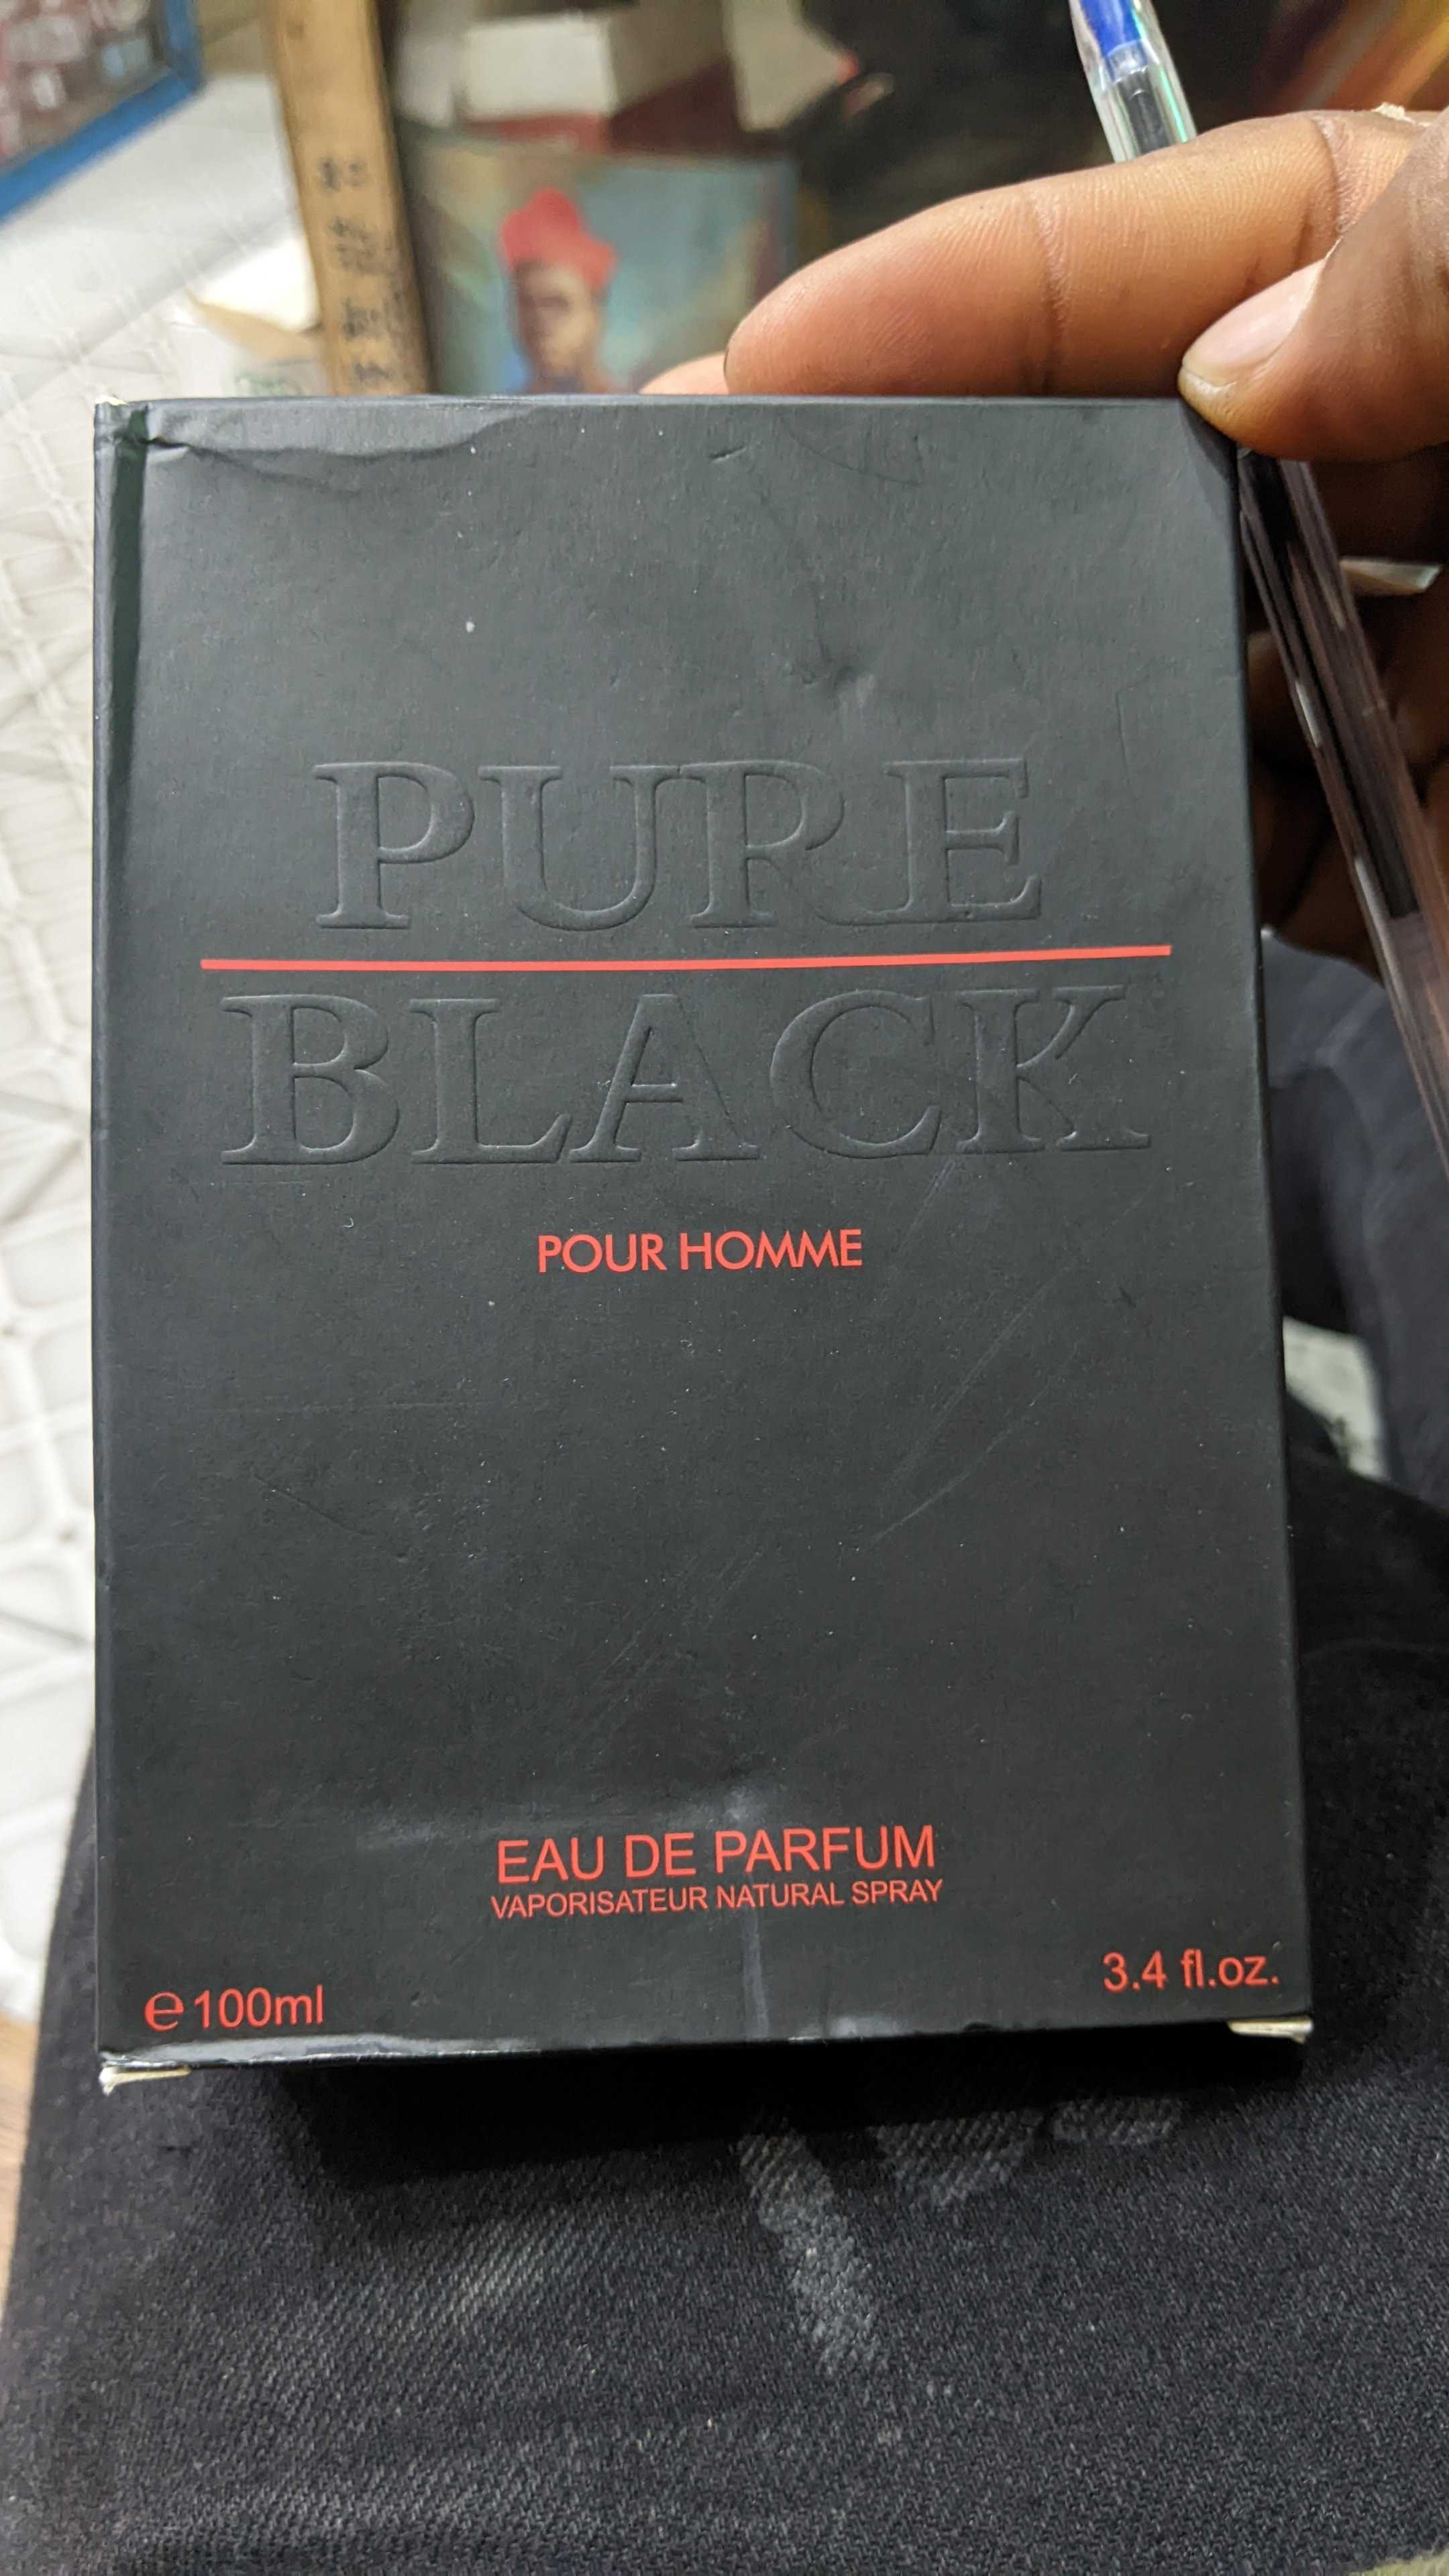 PURE
BLACK
POUR HOMME
EAU DE PARFUM
VAPORISATEUR NATURAL SPRAY
3.4 fl.oz.
℮100ml